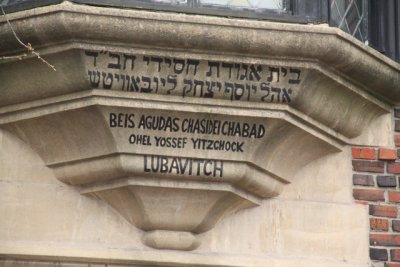 בית אגודת חסידי חב"ד
אהל יוסף יצחק ליובאוויטש
BEIS AGUDAS CHASIDEI CHABAD
OHEL YOSSEF YITZCHOCK
LUBAVITCH